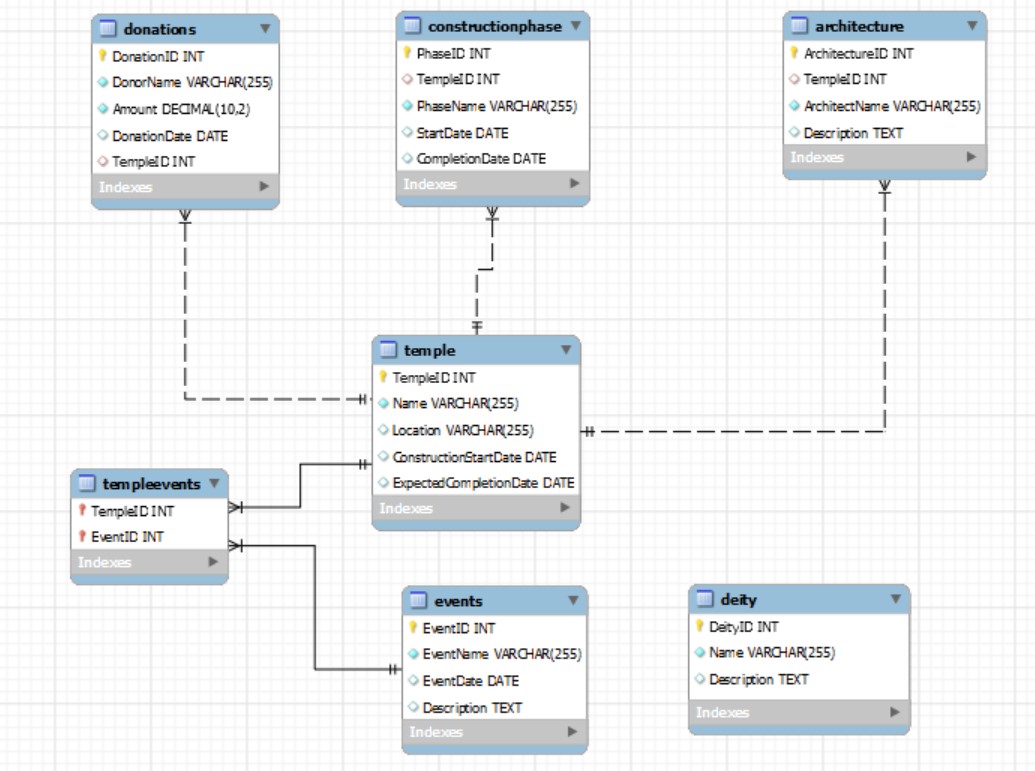 donations
DonationID INT
DonorName VARCHAR(255)
Amount DECIMAL(10,2)
DonationDate DATE
TempleID INT
Indexes
constructionphase
PhaseID INT
TempleID INT
PhaseName VARCHAR(255)
StartDate DATE
CompletionDate DATE
Indexes
architecture
ArchitectureID INT
TempleID INT
ArchitectName VARCHAR(255)
Description TEXT
Indexes
temple
TempleID INT
Name VARCHAR(255)
Location VARCHAR(255)
ConstructionStartDate DATE
ExpectedCompletionDate DATE
Indexes
templeevents
TempleID INT
EventID INT
Indexes
events
EventID INT
EventName VARCHAR(255)
EventDate DATE
Description TEXT
Indexes
deity
DeityID INT
Name VARCHAR(255)
Description TEXT
Indexes